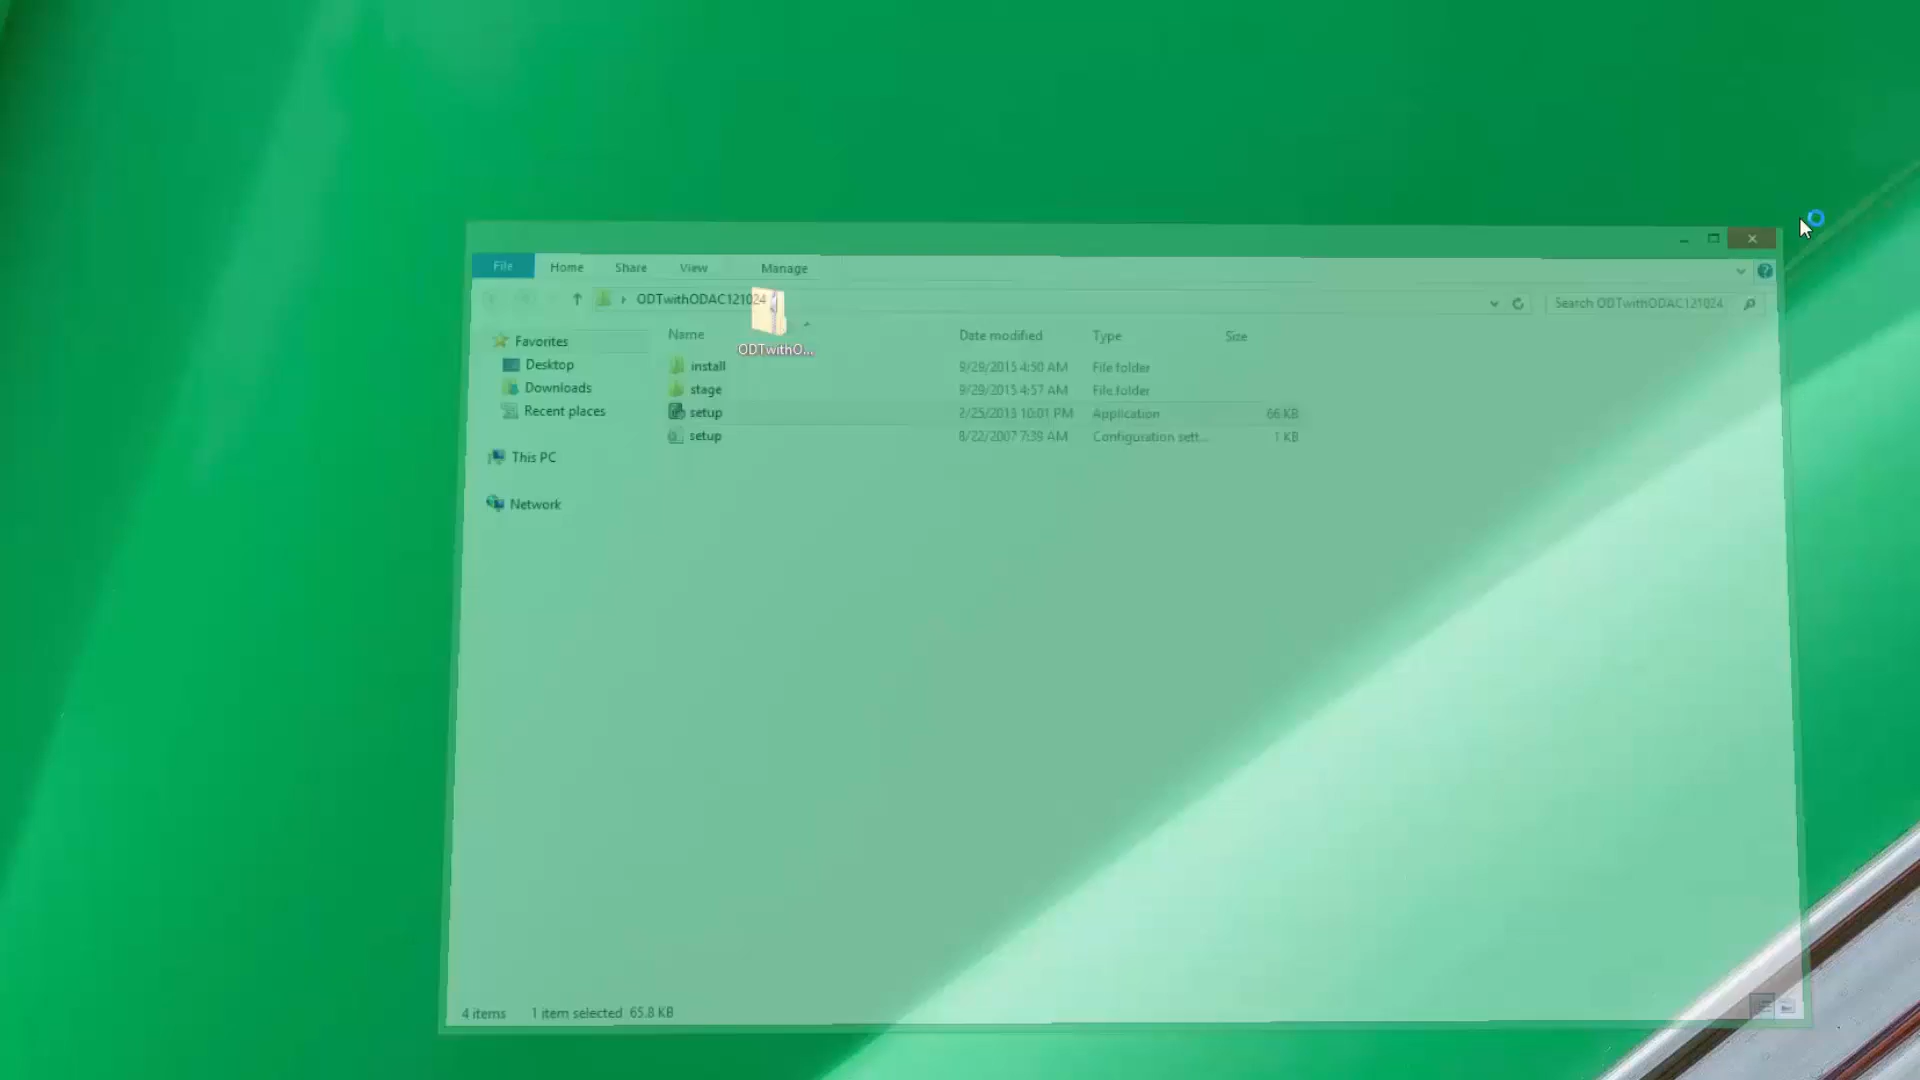 File Home Share View Manage
ODTwithODAC121024
Search ODTwithODAC121024
ODTwithO...
Name Date modified Type Size
Favorites
Desktop
Downloads
Recent places
This PC
Network
install 9/29/2015 4:50 AM File folder
stage 9/29/2015 4:57 AM File folder
setup 2/25/2013 10:01 PM Application 66 KB
setup 8/22/2007 7:39 AM Configuration sett... 1 KB
4 items 1 item selected 65.8 KB